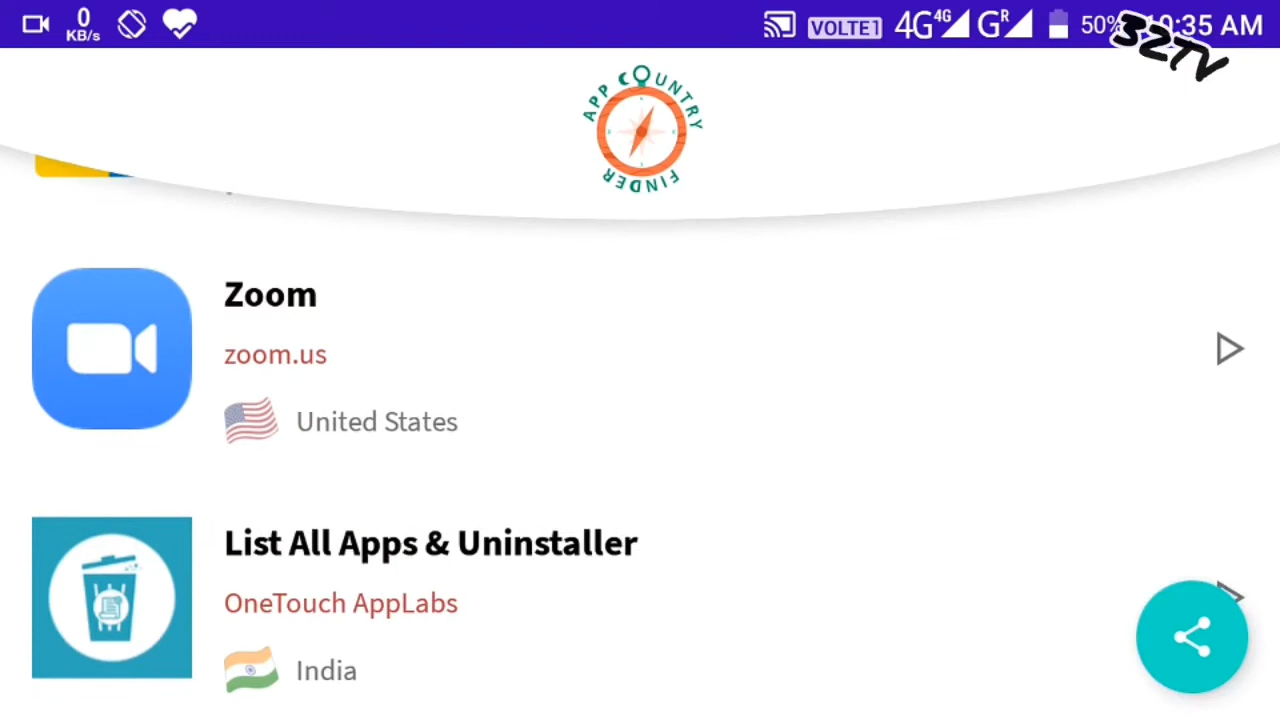 0
KB/s
VOLTE1 4G 4G G R 50% 10:35 AM
32TV
APP COUNTRY
FINDER
Zoom
zoom.us
United States
List All Apps & Uninstaller
OneTouch AppLabs
India